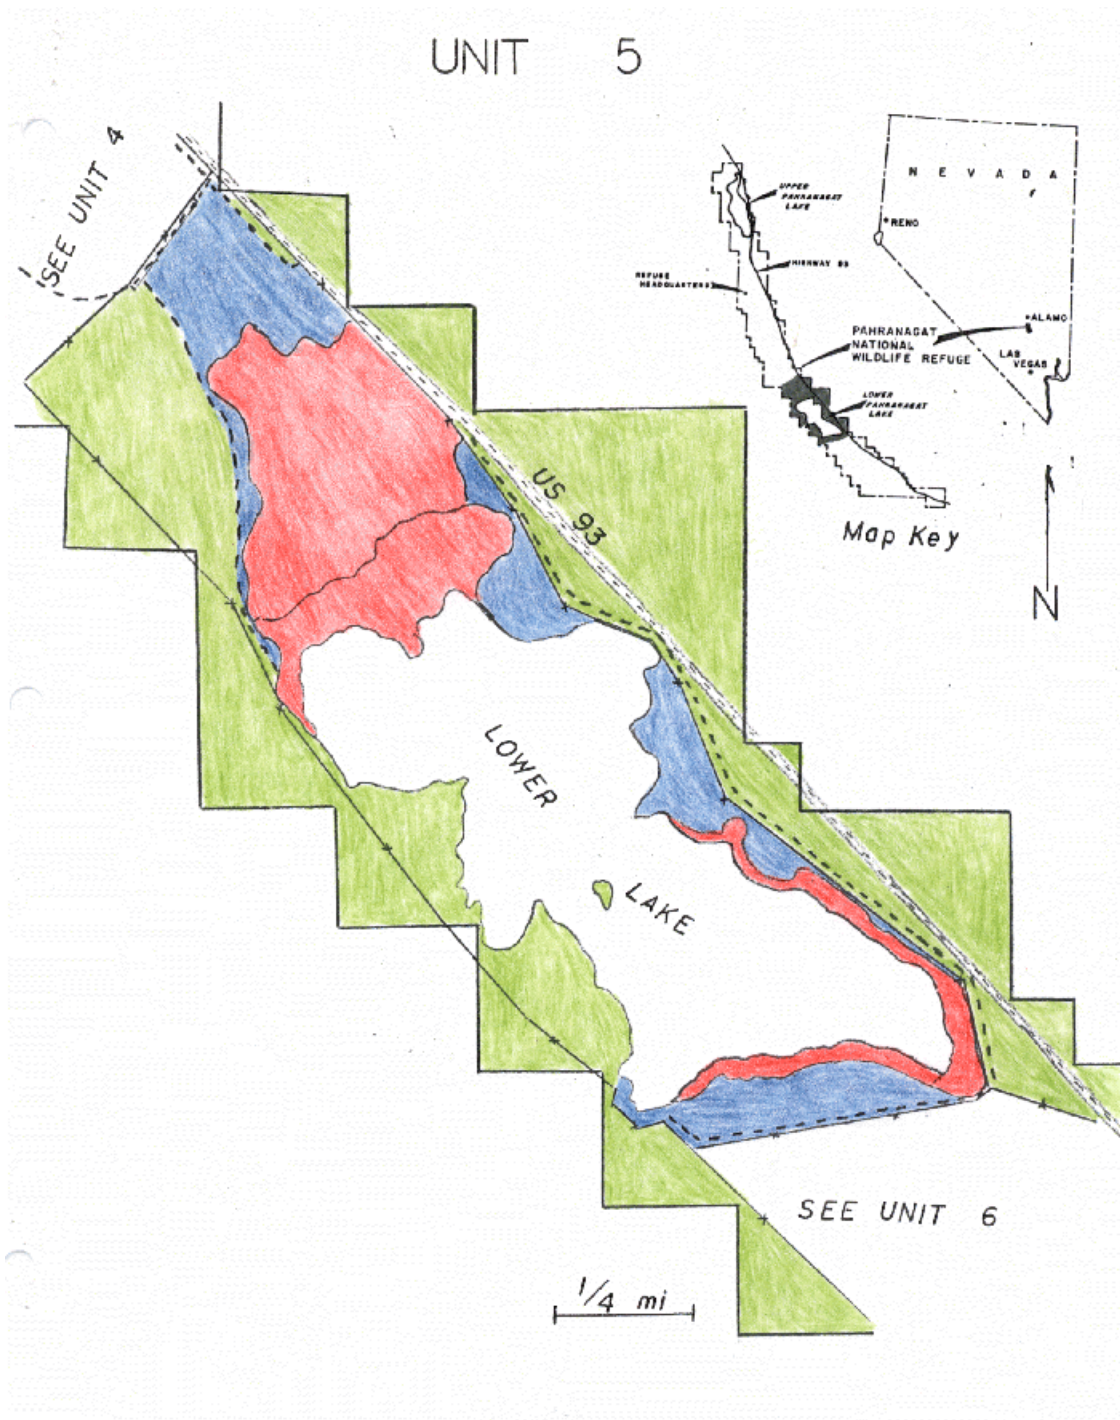 UNIT 5
SEE UNIT 4
NEVADA
RENO
ALAMO
LAS
VEGAS
PAHRANAGAT
NATIONAL
WILDLIFE REFUGE
UPPER
PAHRANAGAT
LAKE
HIGHWAY 93
REFUGE
HEADQUARTERS
LOWER
PAHRANAGAT
LAKE
Map Key
N
US 93
LOWER
LAKE
SEE UNIT 6
1/4 mi